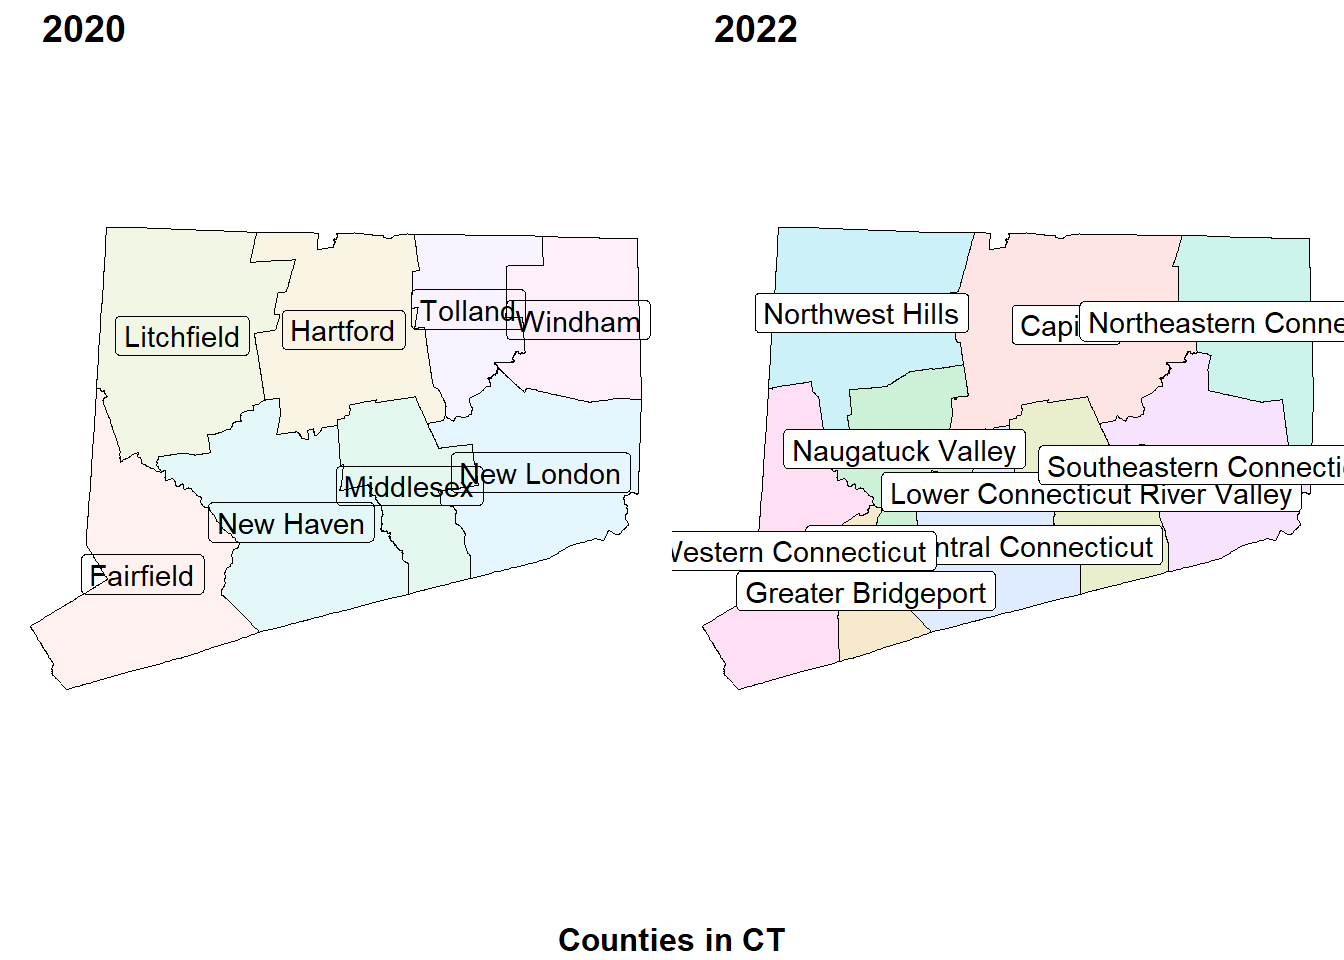 2020
2022
Litchfield
Hartford
Tolland
Windham
Middlesex
New London
New Haven
Fairfield
Northwest Hills
Capi
Northeastern Conne
Naugatuck Valley
Southeastern Connecti
Lower Connecticut River Valley
Western Connecticut
ntral Connecticut
Greater Bridgeport
Counties in CT